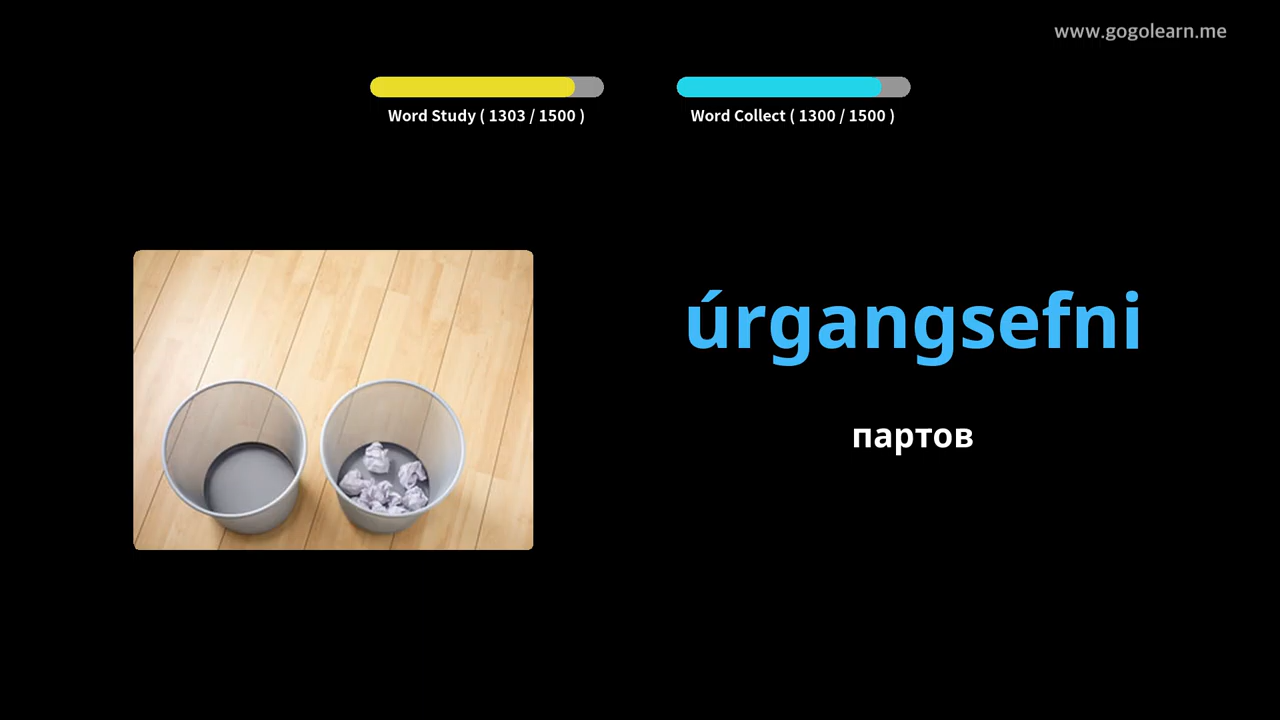 www.gogolearn.me
Word Study ( 1303 / 1500 )
Word Collect ( 1300 / 1500 )
úrgangsefni
партов